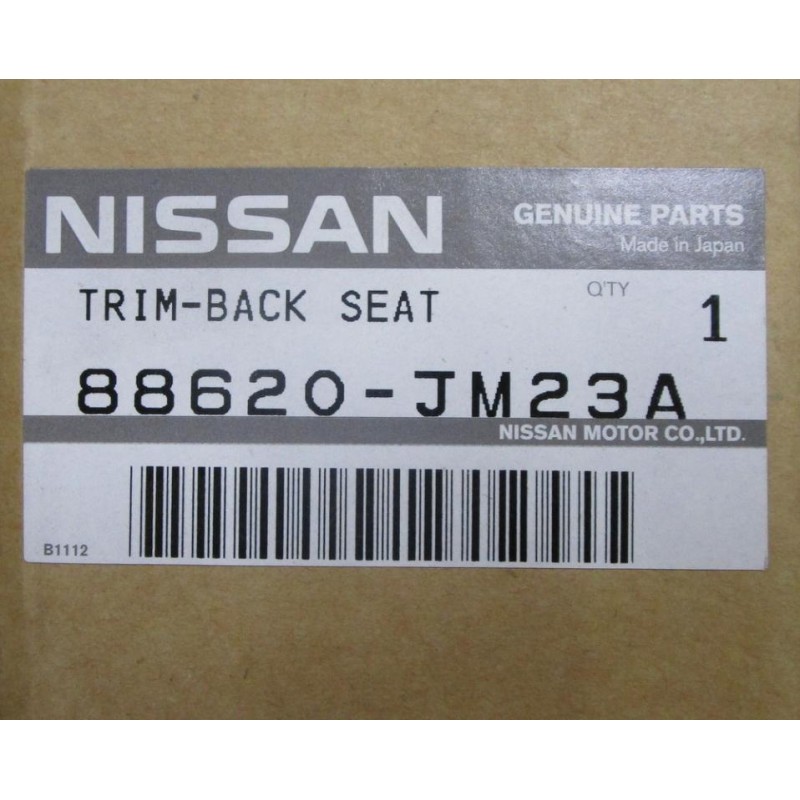 NISSAN
GENUINE PARTS
Made in Japan
TRIM-BACK SEAT
Q'TY
1
88620-JM23A
NISSAN MOTOR CO.,LTD.
B1112